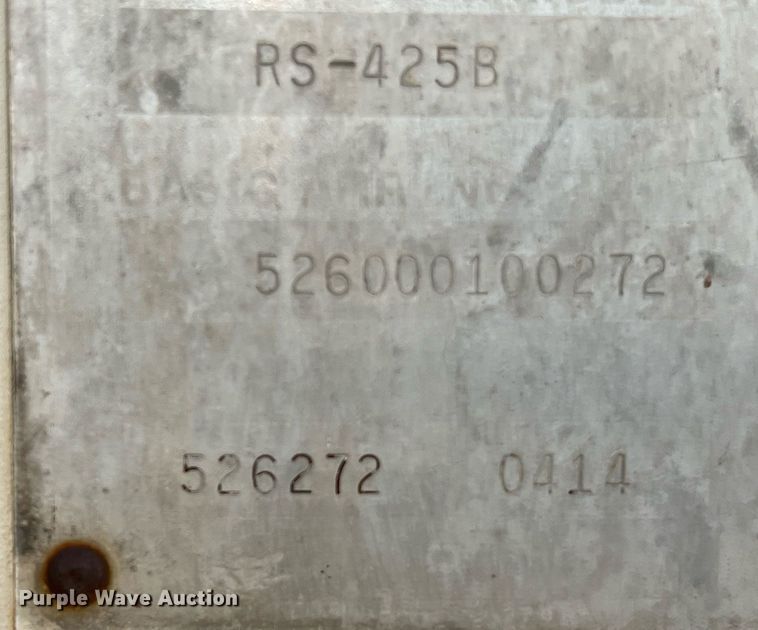 RS-425B
526000100272
526272 0414
Purple Wave Auction